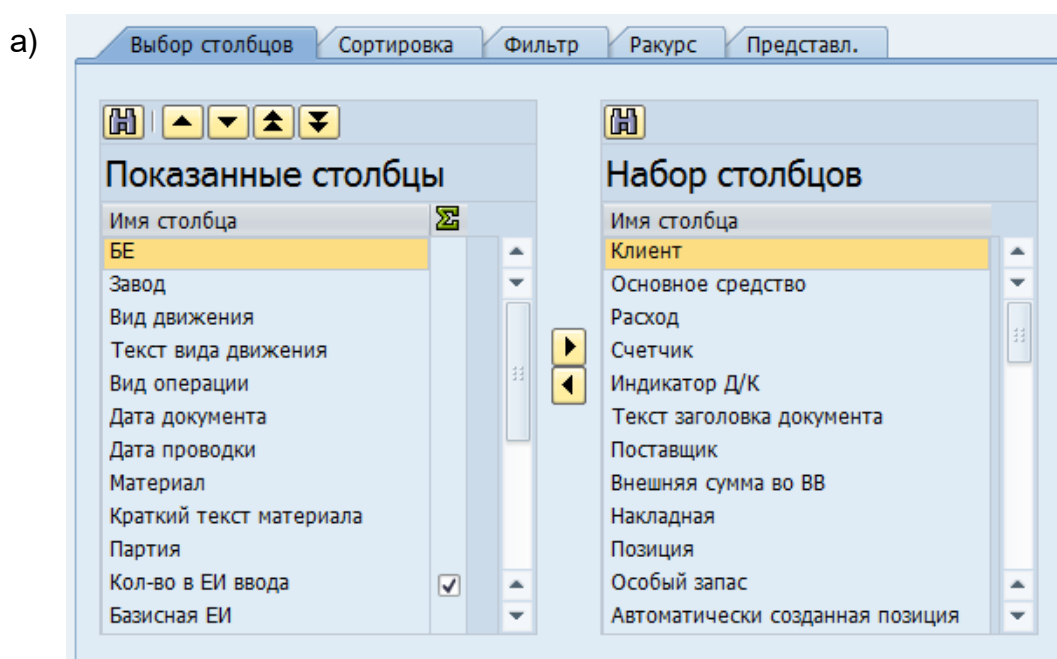 а)
Выбор столбцов Сортировка Фильтр Ракурс Представл.
Показанные столбцы
Имя столбца
БЕ
Завод
Вид движения
Текст вида движения
Вид операции
Дата документа
Дата проводки
Материал
Краткий текст материала
Партия
Кол-во в ЕИ ввода
Базисная ЕИ
Набор столбцов
Имя столбца
Клиент
Основное средство
Расход
Счетчик
Индикатор Д/К
Текст заголовка документа
Поставщик
Внешняя сумма во ВВ
Накладная
Позиция
Особый запас
Автоматически созданная позиция